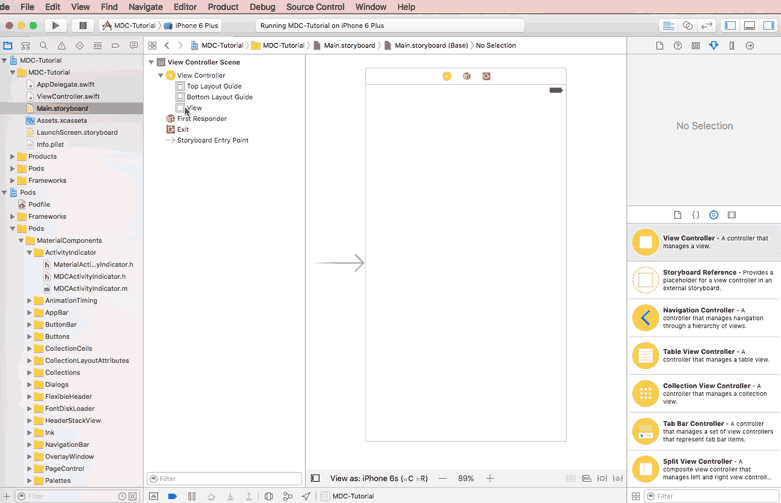 de File Edit View Find Navigate Editor Product Debug Source Control Window Help
MDC-Tutorial iPhone 6 Plus
Running MDC-Tutorial on iPhone 6 Plus
MDC-Tutorial MDC-Tutorial Main.storyboard Main.storyboard (Base) No Selection
MDC-Tutorial
MDC-Tutorial
AppDelegate.swift
ViewController.swift
Main.storyboard
Assets.xcassets
LaunchScreen.storyboard
Info.plist
Products
Pods
Frameworks
Pods
Podfile
Frameworks
Pods
MaterialComponents
ActivityIndicator
MaterialActi...yIndicator.h
MDCActivityIndicator.h
MDCActivityIndicator.m
AnimationTiming
AppBar
ButtonBar
Buttons
CollectionCells
CollectionLayoutAttributes
Collections
Dialogs
FlexibleHeader
FontDiskLoader
HeaderStackView
Ink
NavigationBar
OverlayWindow
PageControl
Palettes
Filter
View Controller Scene
View Controller
Top Layout Guide
Bottom Layout Guide
View
First Responder
Exit
Storyboard Entry Point
Filter
View as: iPhone 6s (wC hR)
89%
MDC-Tutorial
No Selection
View Controller - A
controller that manages a view.
Storyboard Reference - Provides a
placeholder for a view controller in an
external storyboard.
Navigation Controller - A
controller that manages navigation
through a hierarchy of views.
Table View Controller - A
controller that manages a table view.
Collection View Controller - A
controller that manages a collection
view.
Tab Bar Controller - A controller
that manages a set of view controllers
that represent tab bar items.
Split View Controller - A
composite view controller that
manages left and right view controll...
Filter